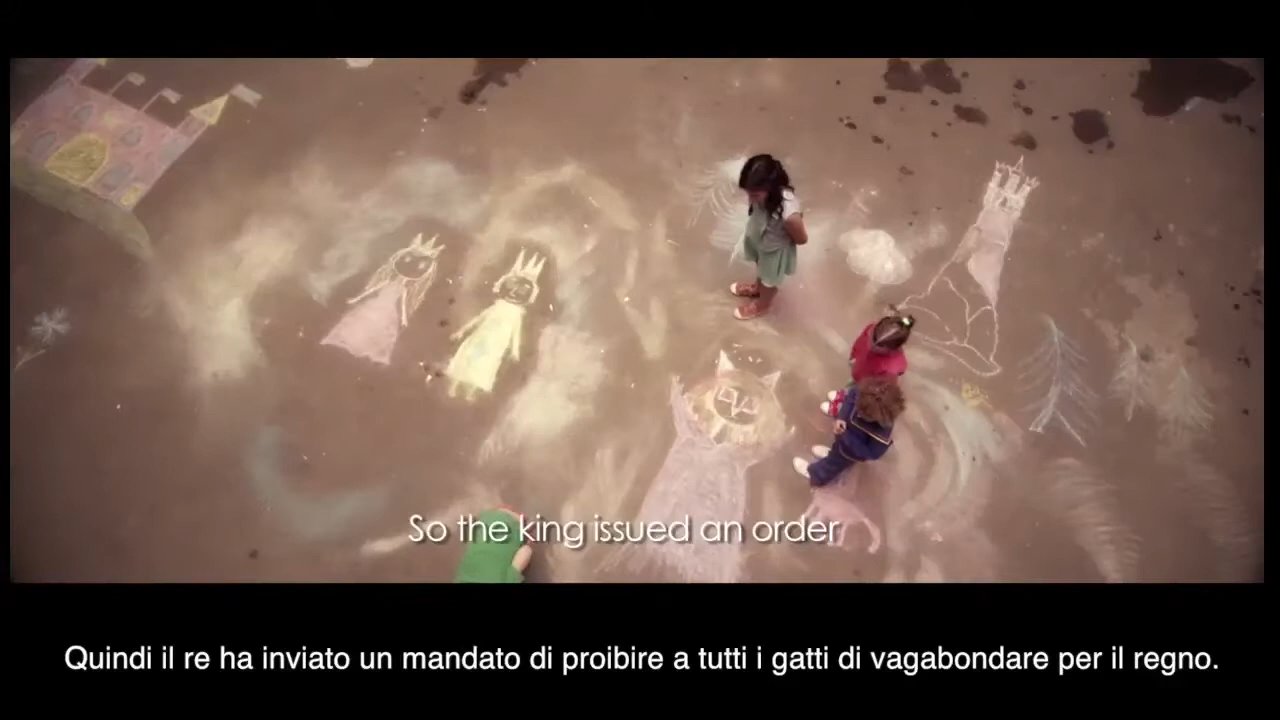 So the king issued an order
Quindi il re ha inviato un mandato di proibire a tutti i gatti di vagabondare per il regno.